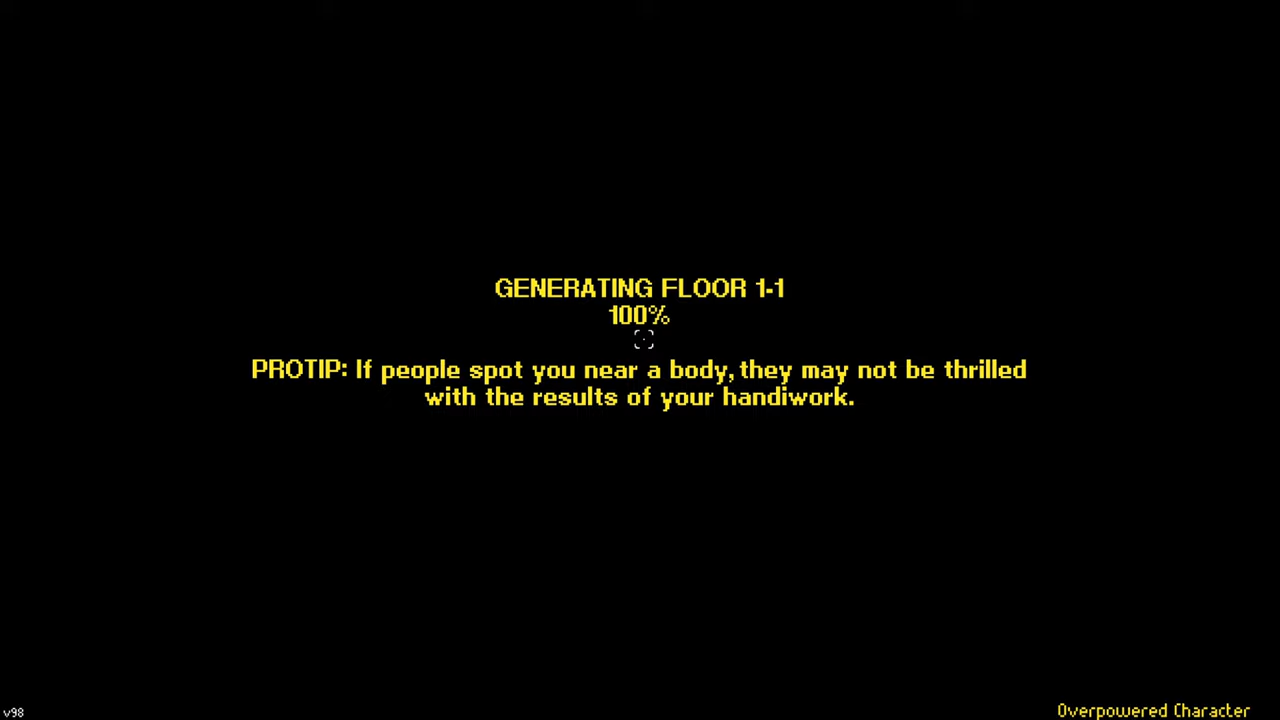 GENERATING FLOOR 1-1
100%
PROTIP: If people spot you near a body, they may not be thrilled
with the results of your handiwork.
v98
Overpowered Character